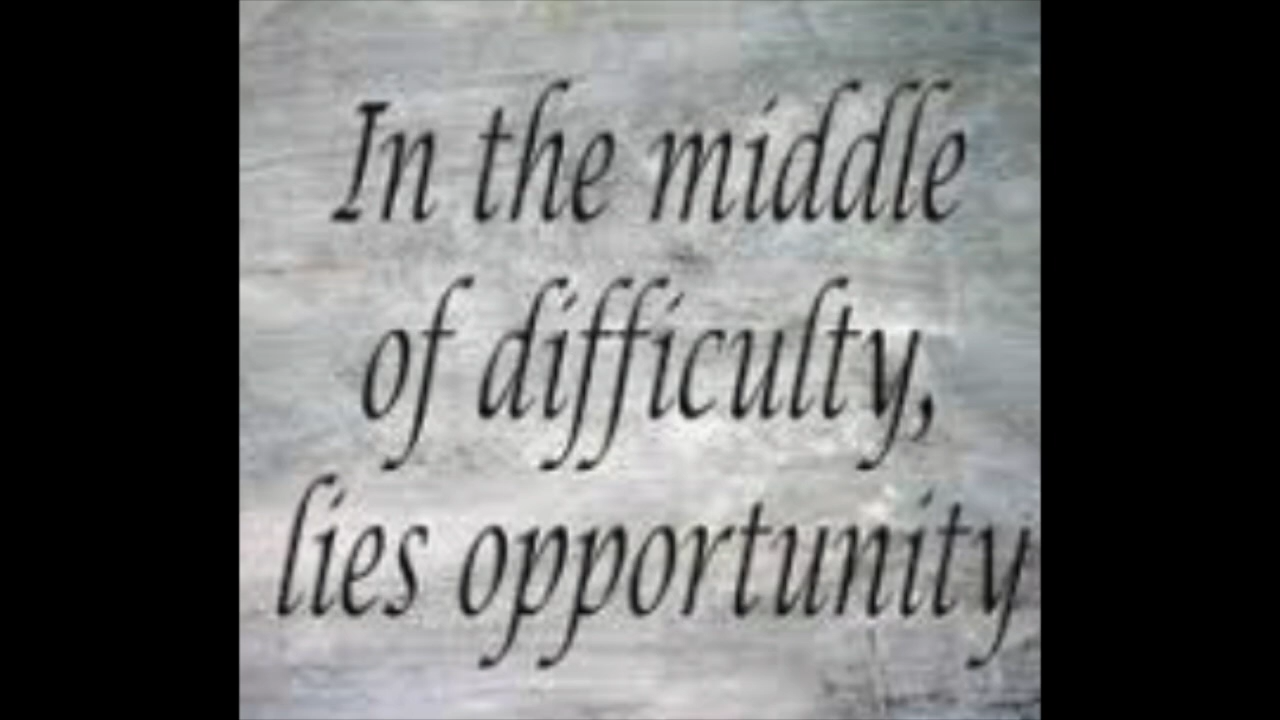 In the middle
of difficulty,
lies opportunity